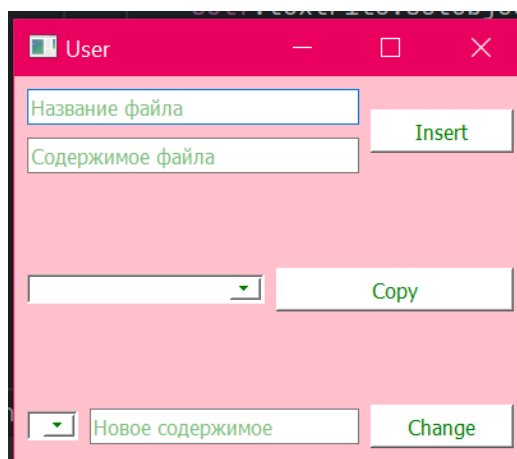 User
Название файла
Insert
Содержимое файла
Copy
Новое содержимое
Change